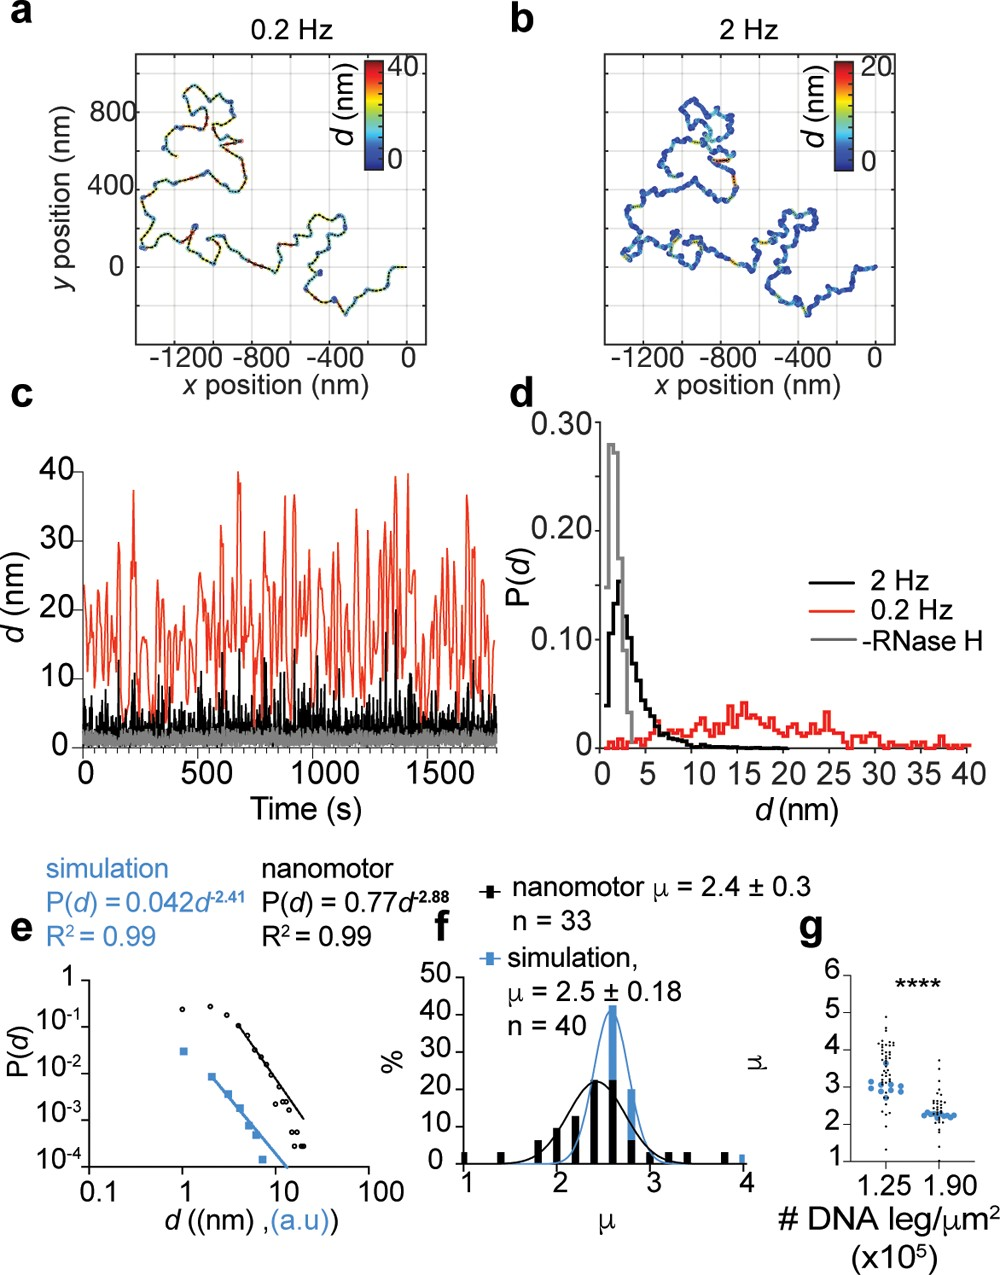 a
0.2 Hz
y position (nm)
800
400
0
d (nm)
40
0
-1200 -800 -400 0
x position (nm)
b
2 Hz
d (nm)
20
0
-1200 -800 -400 0
x position (nm)
c
d (nm)
40
30
20
10
0
0 500 1000 1500
Time (s)
d
P(d)
0.30
0.20
0.10
0
2 Hz
0.2 Hz
-RNase H
0 5 10 15 20 25 30 35 40
d (nm)
simulation
P(d) = 0.042d^-2.41
R² = 0.99
nanomotor
P(d) = 0.77d^-2.88
R² = 0.99
e
P(d)
1
10^-1
10^-2
10^-3
10^-4
0.1 1 10 100
d ((nm) ,(a.u))
f
nanomotor μ = 2.4 ± 0.3
n = 33
simulation,
μ = 2.5 ± 0.18
n = 40
%
50
40
30
20
10
0
1 2 3 4
μ
g
μ
6
5
4
3
2
1
****
1.25 1.90
# DNA leg/μm²
(x10⁵)